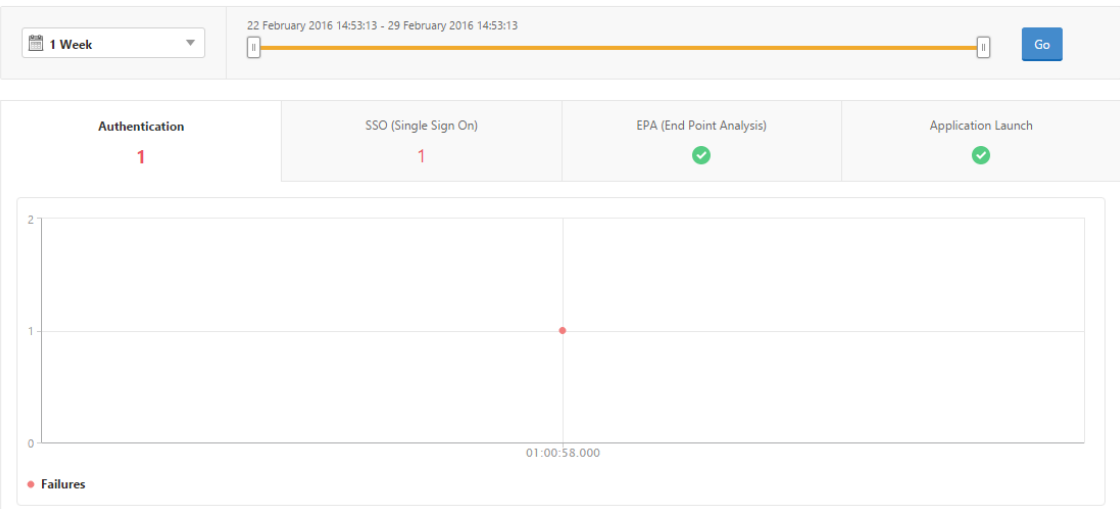 22 February 2016 14:53:13 - 29 February 2016 14:53:13
1 Week
Go
Authentication
1
SSO (Single Sign On)
1
EPA (End Point Analysis)
Application Launch
2
1
0
01:00:58.000
Failures